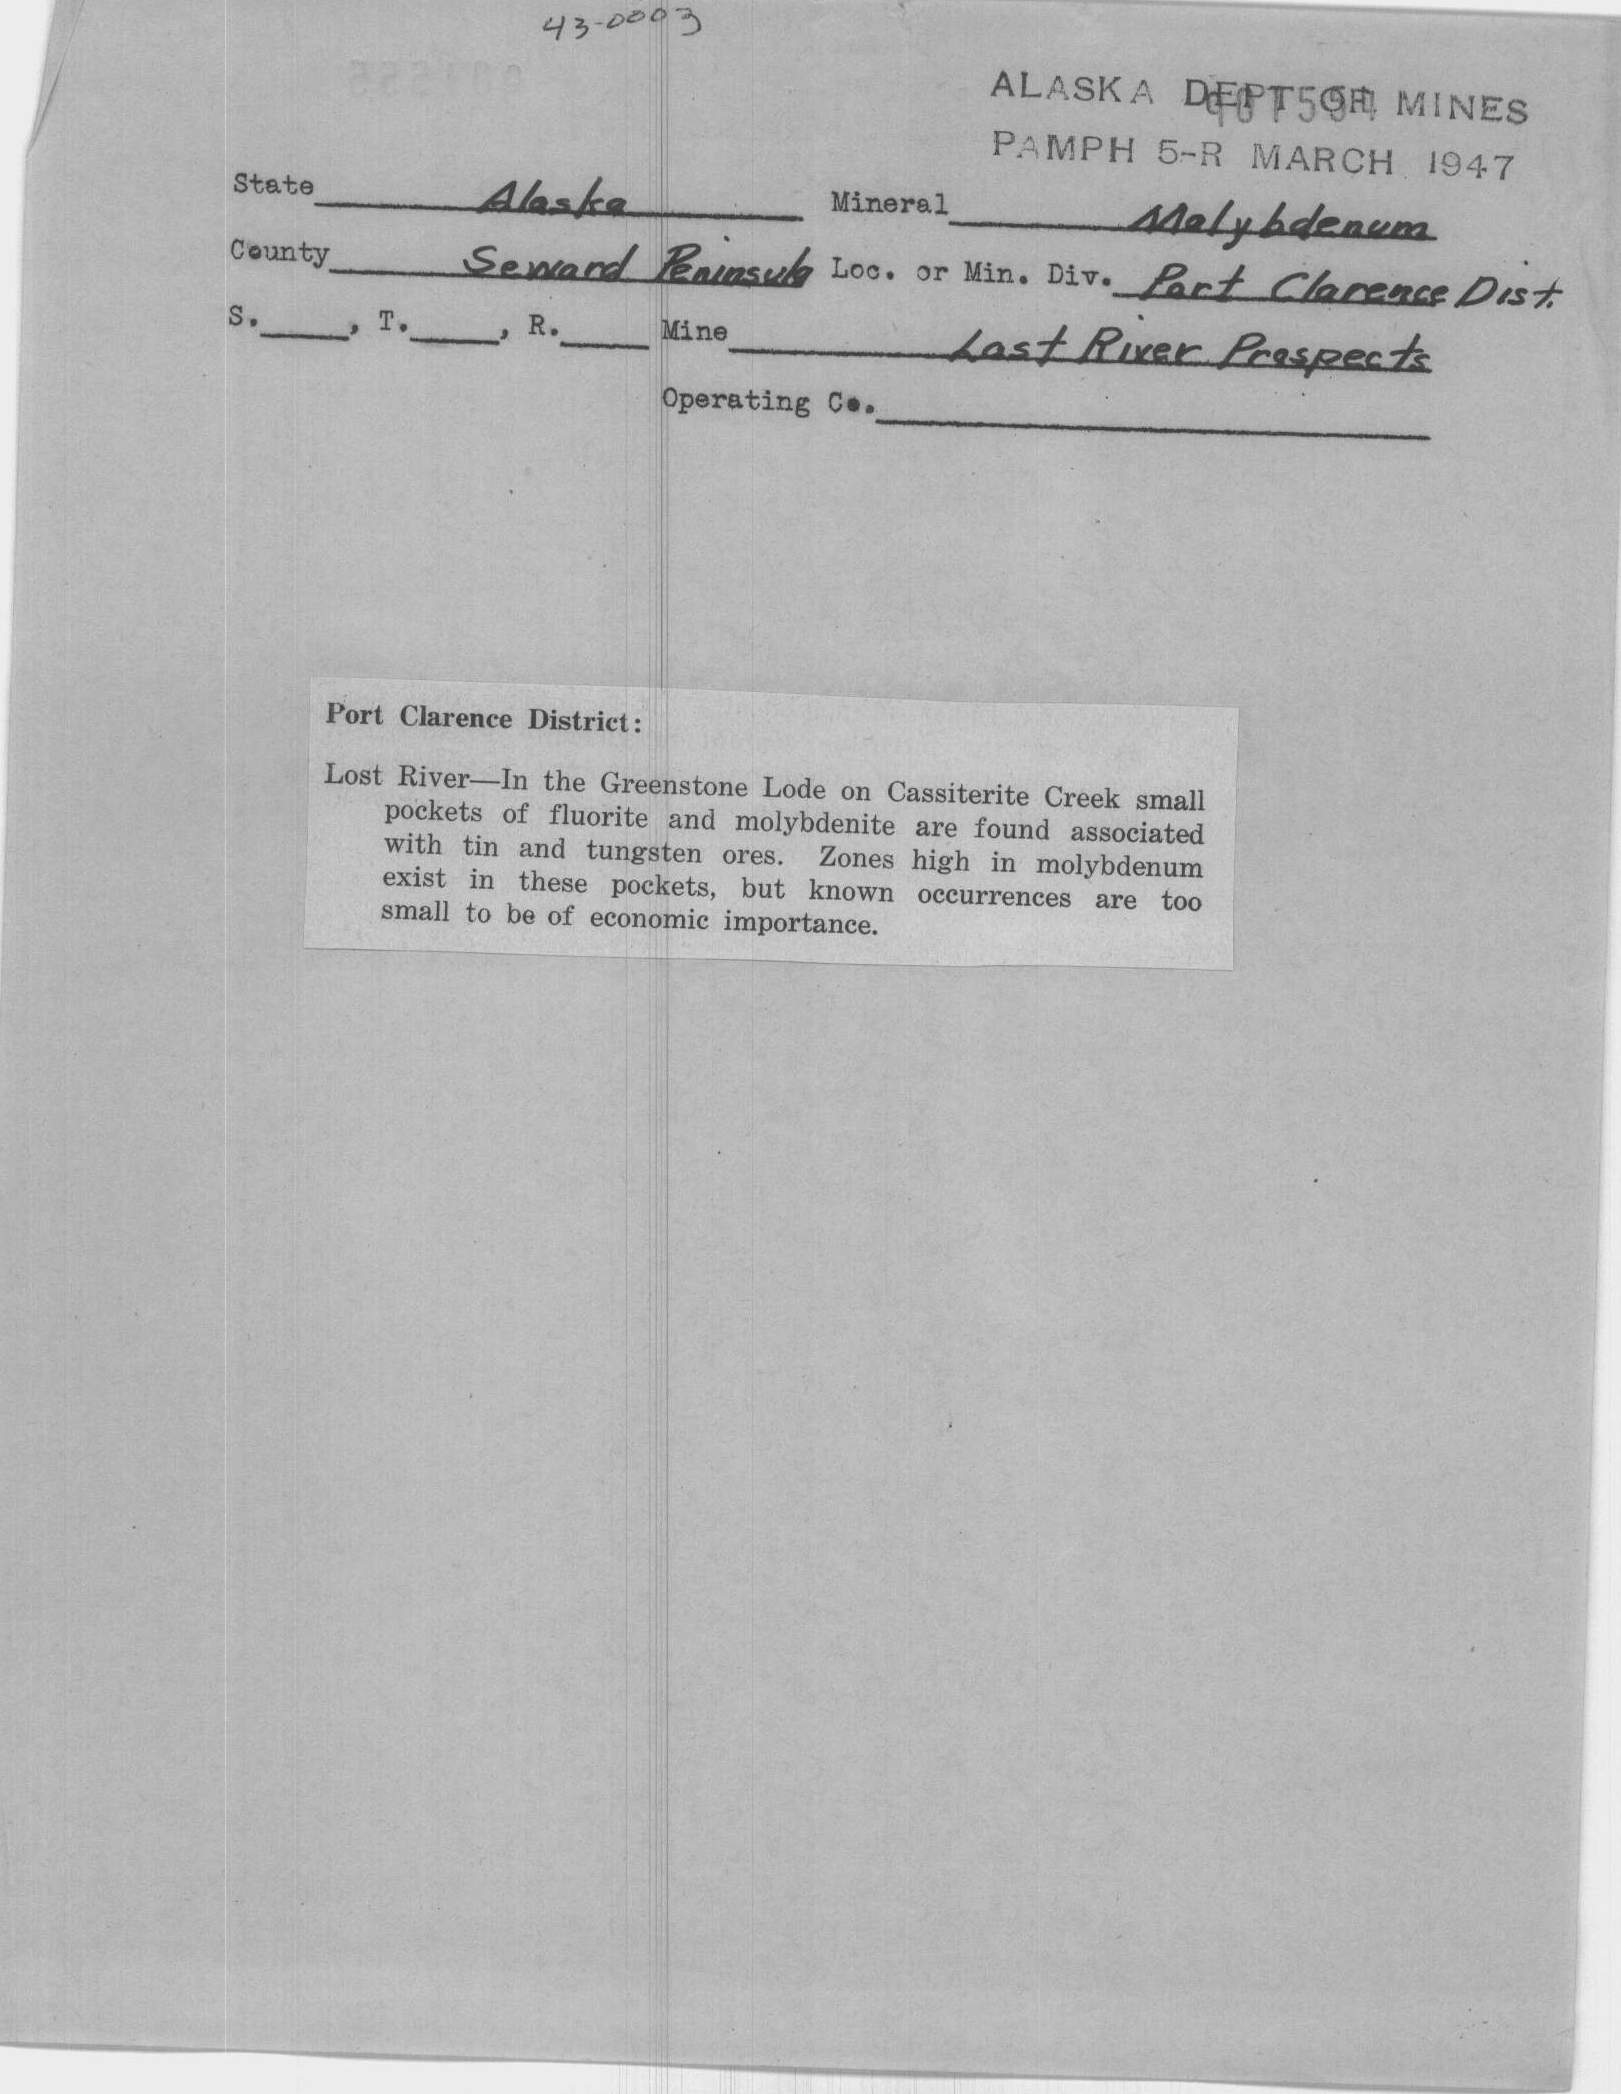 43-0003
ALASKA DEPT OF MINES
PAMPH 5-R MARCH 1947
State Alaska Mineral Molybdenum
County Seward Peninsula Loc. or Min. Div. Port Clarence Dist.
S. , T. , R. Mine Lost River Prospects
Operating Co.
Port Clarence District:
Lost River—In the Greenstone Lode on Cassiterite Creek small
pockets of fluorite and molybdenite are found associated
with tin and tungsten ores. Zones high in molybdenum
exist in these pockets, but known occurrences are too
small to be of economic importance.